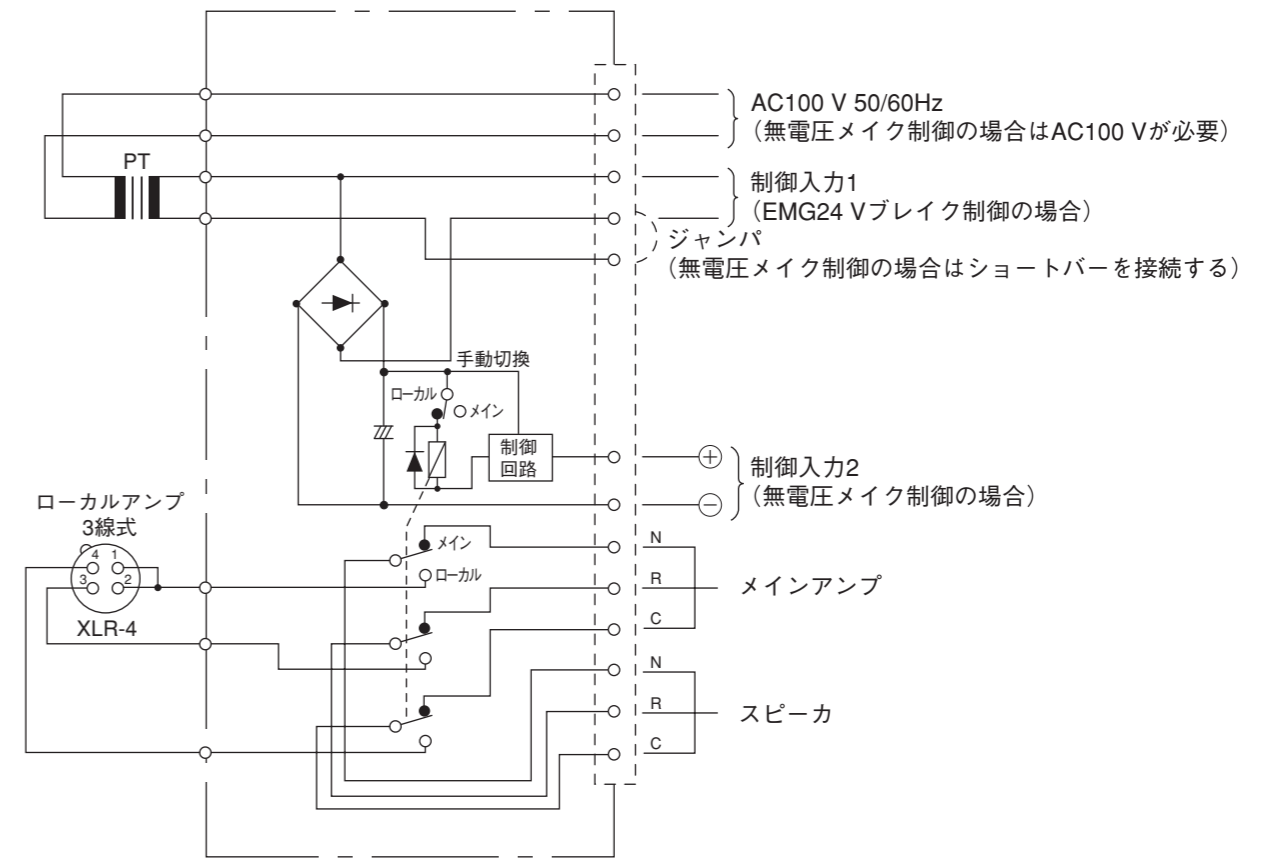 AC100 V 50/60Hz
（無電圧メイク制御の場合はAC100 Vが必要）
PT
制御入力1
（EMG24 Vブレイク制御の場合）
ジャンパ
（無電圧メイク制御の場合はショートバーを接続する）
手動切換
ローカル
メイン
制御
回路
+
−
制御入力2
（無電圧メイク制御の場合）
ローカルアンプ
3線式
4 1
3 2
XLR-4
メイン
ローカル
N
R
C
メインアンプ
N
R
C
スピーカ